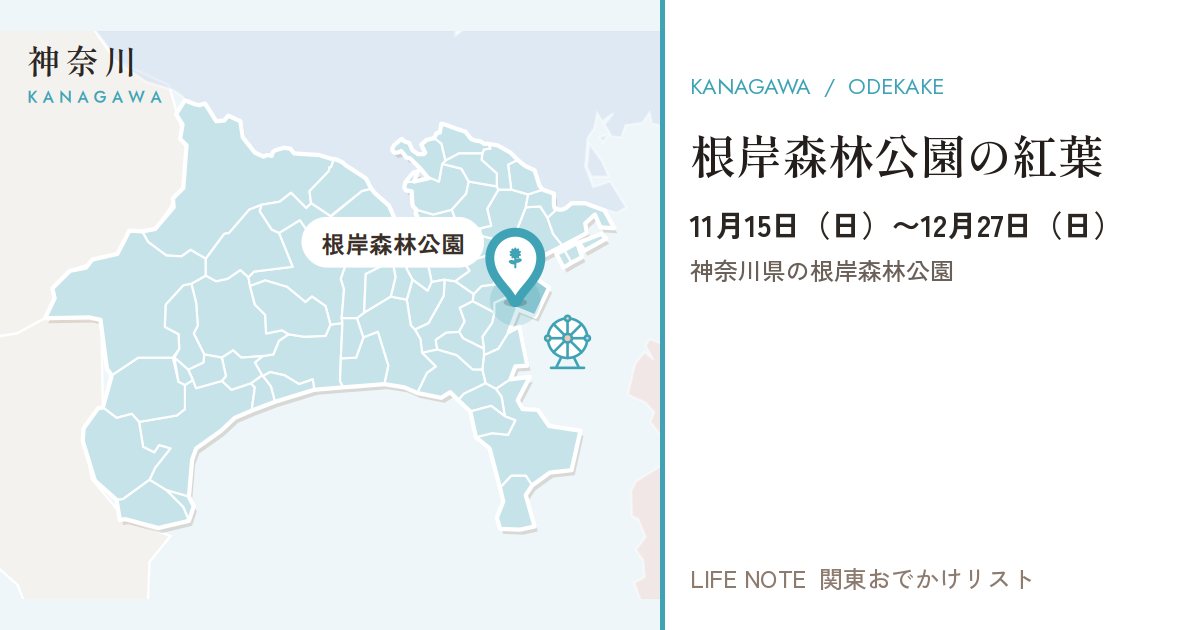 神奈川
KANAGAWA
根岸森林公園
KANAGAWA / ODEKAKE
根岸森林公園の紅葉
11月15日（日）〜12月27日（日）
神奈川県の根岸森林公園
LIFE NOTE 関東おでかけリスト